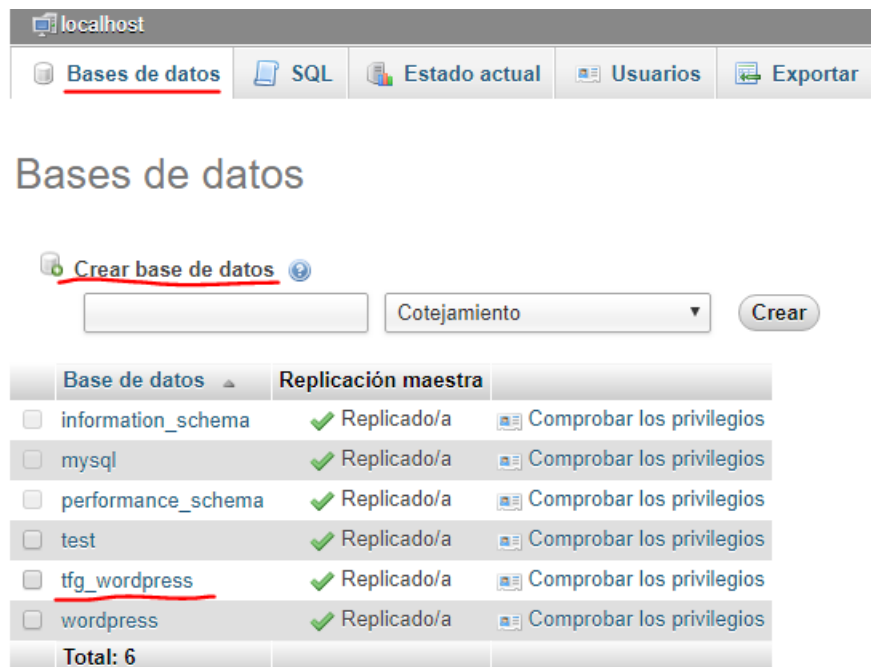 localhost
Bases de datos SQL Estado actual Usuarios Exportar
Bases de datos
Crear base de datos
Cotejamiento Crear
Base de datos Replicación maestra
information_schema Replicado/a Comprobar los privilegios
mysql Replicado/a Comprobar los privilegios
performance_schema Replicado/a Comprobar los privilegios
test Replicado/a Comprobar los privilegios
tfg_wordpress Replicado/a Comprobar los privilegios
wordpress Replicado/a Comprobar los privilegios
Total: 6